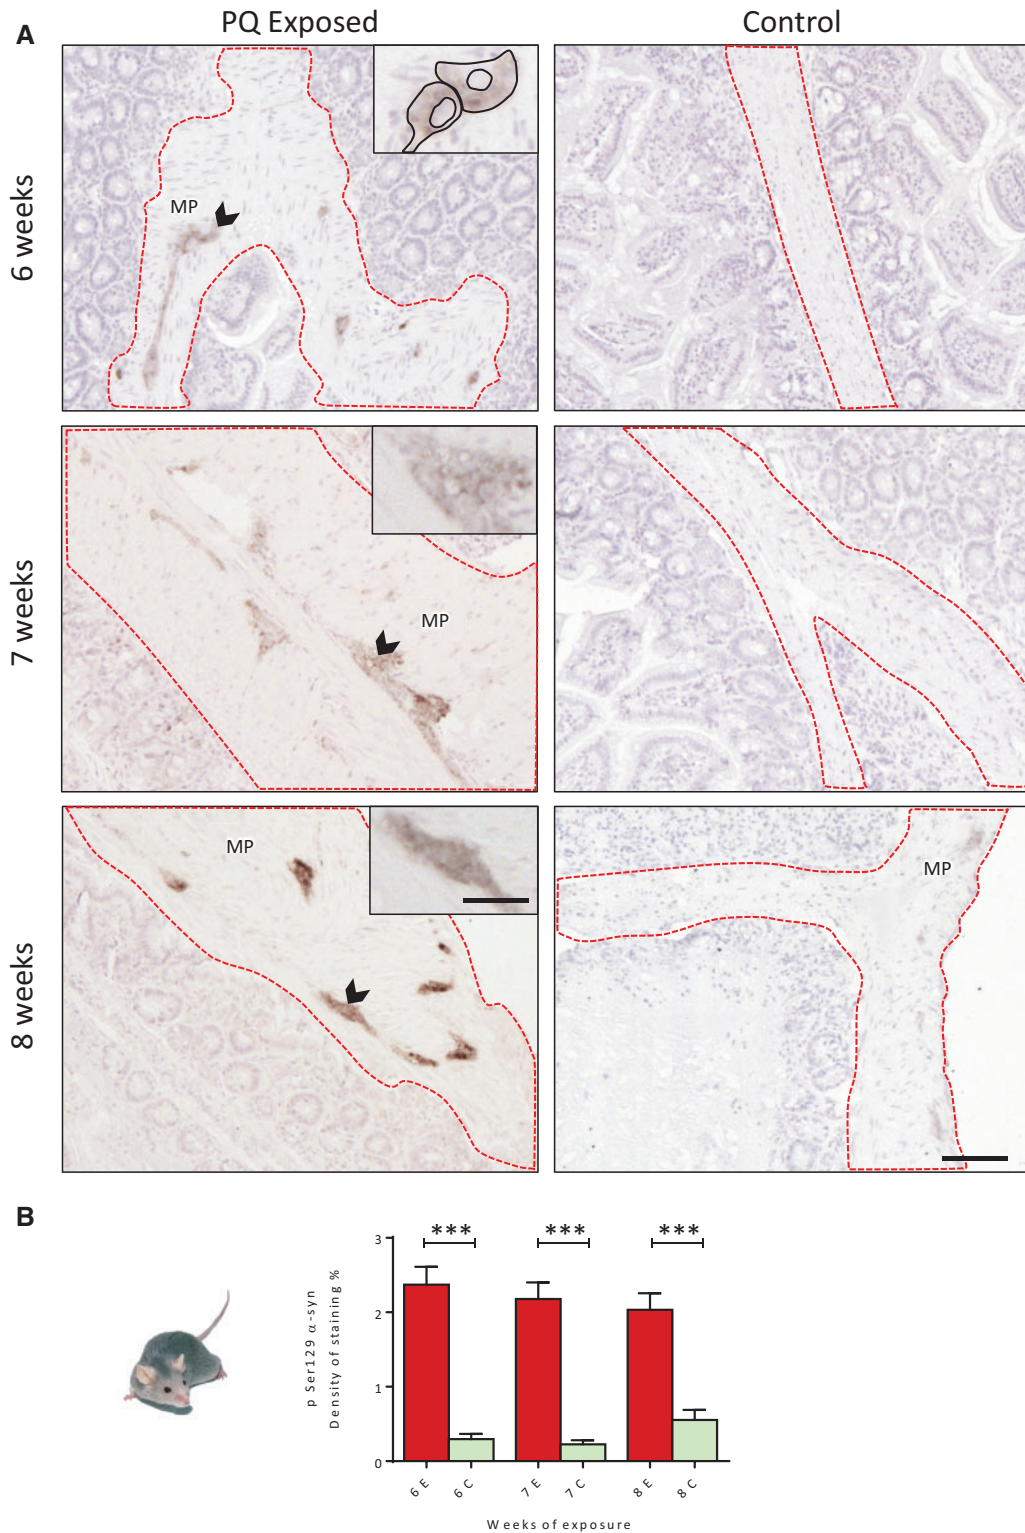 A
PQ Exposed
Control
6 weeks
MP
7 weeks
MP
8 weeks
MP
MP
B
p Ser129 α-syn
Density of staining %
3
2
1
0
***
***
***
6 E
6 C
7 E
7 C
8 E
8 C
Weeks of exposure